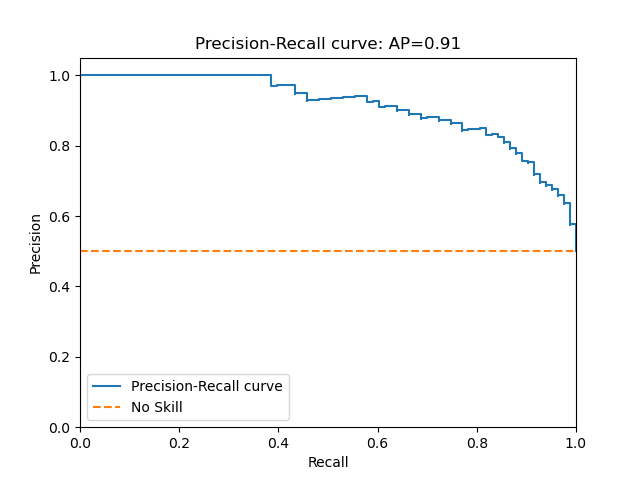 Precision-Recall curve: AP=0.91
1.0
0.8
0.6
0.4
0.2
0.0
Precision
Precision-Recall curve
No Skill
0.0 0.2 0.4 0.6 0.8 1.0
Recall